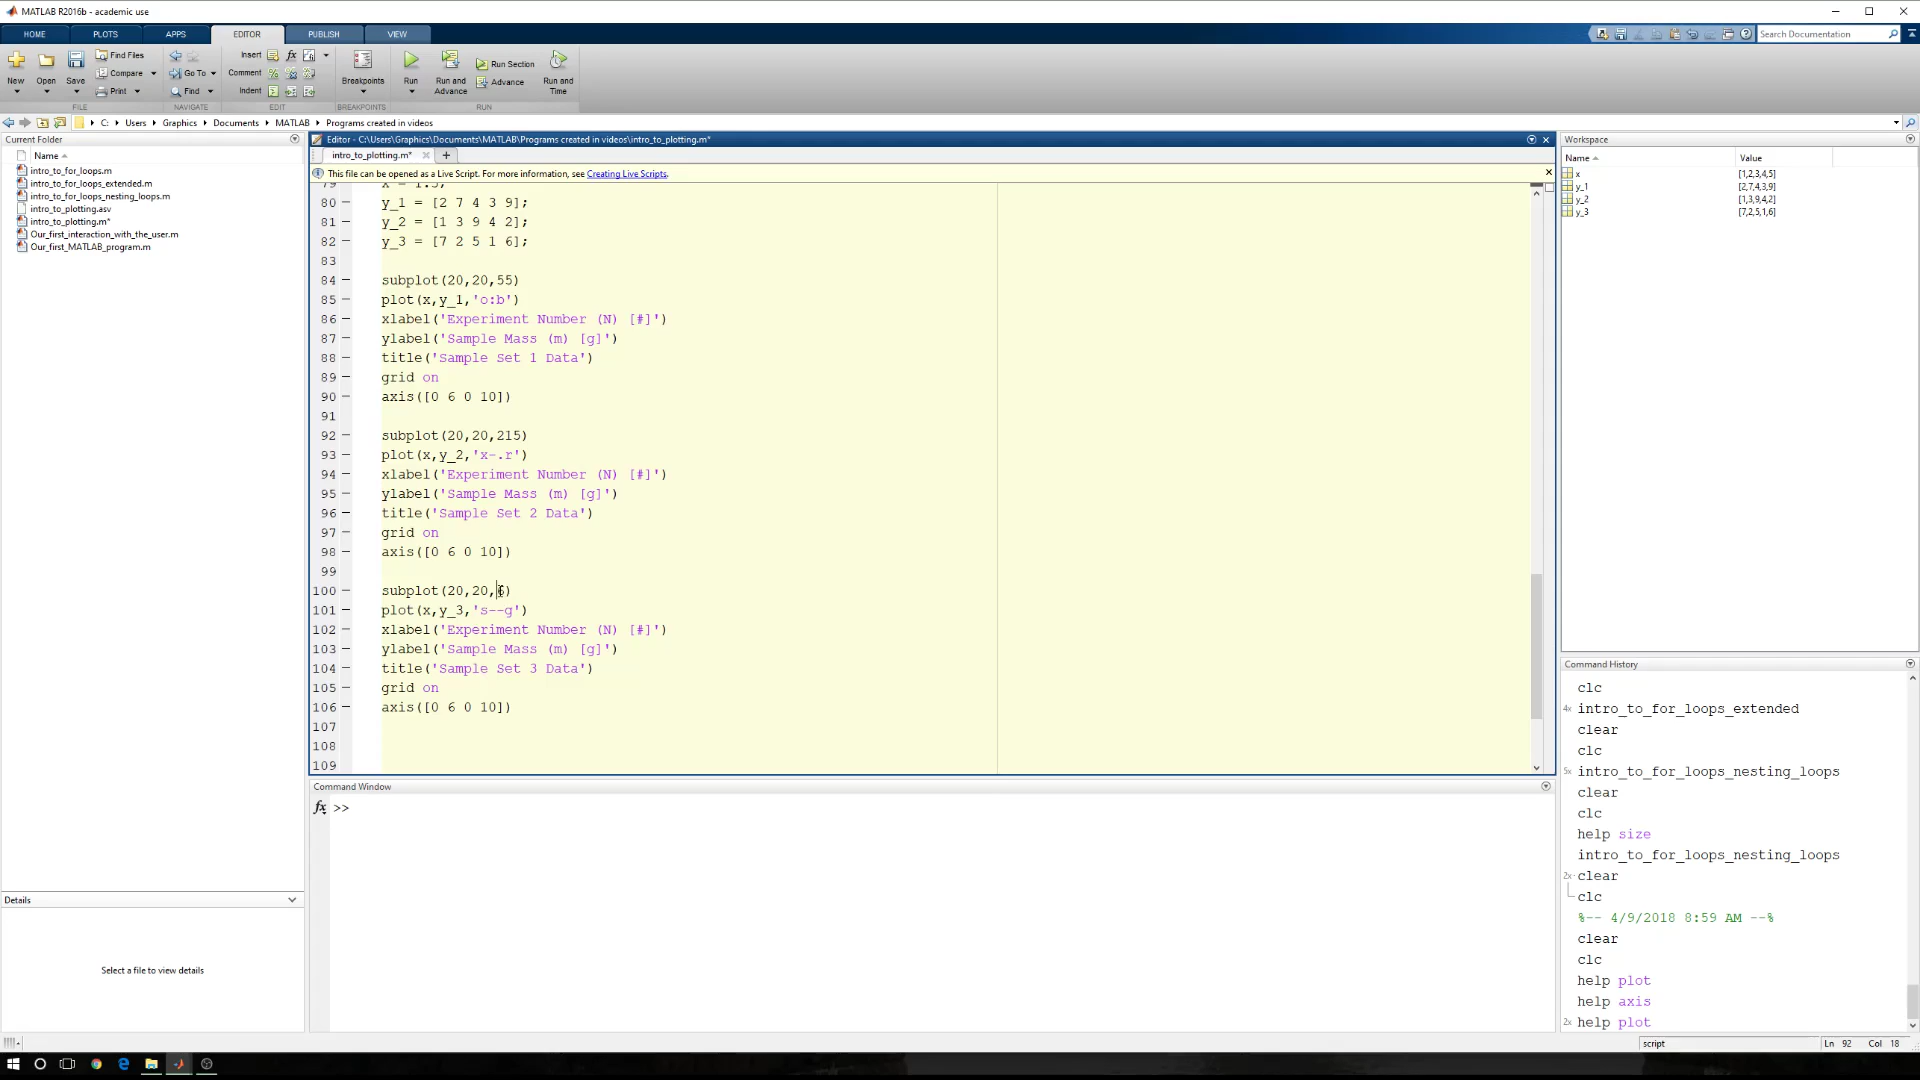 MATLAB R2016b - academic use
HOME PLOTS APPS EDITOR PUBLISH VIEW
Search Documentation
New Open Save
Find Files
Compare
Print
Go To
Find
Insert
Comment
Indent
Breakpoints
Run
Run and Advance
Run Section
Advance
Run and Time
FILE NAVIGATE EDIT BREAKPOINTS RUN
C: Users Graphics Documents MATLAB Programs created in videos
Current Folder
Name
intro_to_for_loops.m
intro_to_for_loops_extended.m
intro_to_for_loops_nesting_loops.m
intro_to_plotting.asv
intro_to_plotting.m*
Our_first_interaction_with_the_user.m
Our_first_MATLAB_program.m
Details
Select a file to view details
Editor - C:\Users\Graphics\Documents\MATLAB\Programs created in videos\intro_to_plotting.m*
intro_to_plotting.m*
This file can be opened as a Live Script. For more information, see Creating Live Scripts.
79 x = 1:5;
80 y_1 = [2 7 4 3 9];
81 y_2 = [1 3 9 4 2];
82 y_3 = [7 2 5 1 6];
83
84 subplot(20,20,55)
85 plot(x,y_1,'o:b')
86 xlabel('Experiment Number (N) [#]')
87 ylabel('Sample Mass (m) [g]')
88 title('Sample Set 1 Data')
89 grid on
90 axis([0 6 0 10])
91
92 subplot(20,20,215)
93 plot(x,y_2,'x-.r')
94 xlabel('Experiment Number (N) [#]')
95 ylabel('Sample Mass (m) [g]')
96 title('Sample Set 2 Data')
97 grid on
98 axis([0 6 0 10])
99
100 subplot(20,20,6)
101 plot(x,y_3,'s--g')
102 xlabel('Experiment Number (N) [#]')
103 ylabel('Sample Mass (m) [g]')
104 title('Sample Set 3 Data')
105 grid on
106 axis([0 6 0 10])
107
108
109
Command Window
fx >>
Workspace
Name Value
x [1,2,3,4,5]
y_1 [2,7,4,3,9]
y_2 [1,3,9,4,2]
y_3 [7,2,5,1,6]
Command History
clc
4x intro_to_for_loops_extended
clear
clc
5x intro_to_for_loops_nesting_loops
clear
clc
help size
intro_to_for_loops_nesting_loops
2x clear
clc
%-- 4/9/2018 8:59 AM --%
clear
clc
help plot
help axis
2x help plot
script Ln 92 Col 18